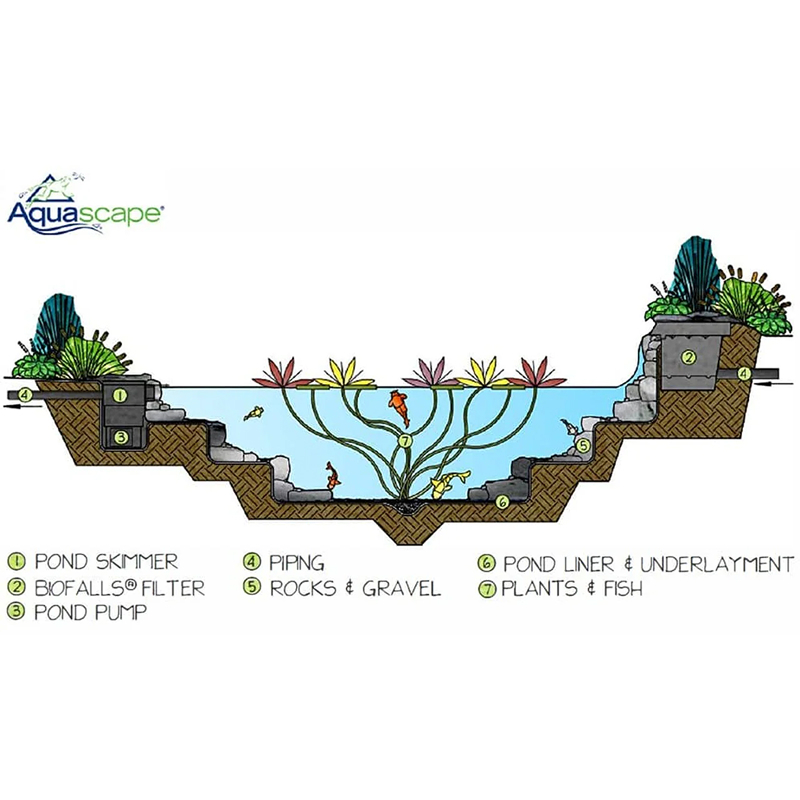 Aquascape®
4
1
3
2
4
7
5
6
1 POND SKIMMER
2 BIOFALLS® FILTER
3 POND PUMP
4 PIPING
5 ROCKS & GRAVEL
6 POND LINER & UNDERLAYMENT
7 PLANTS & FISH